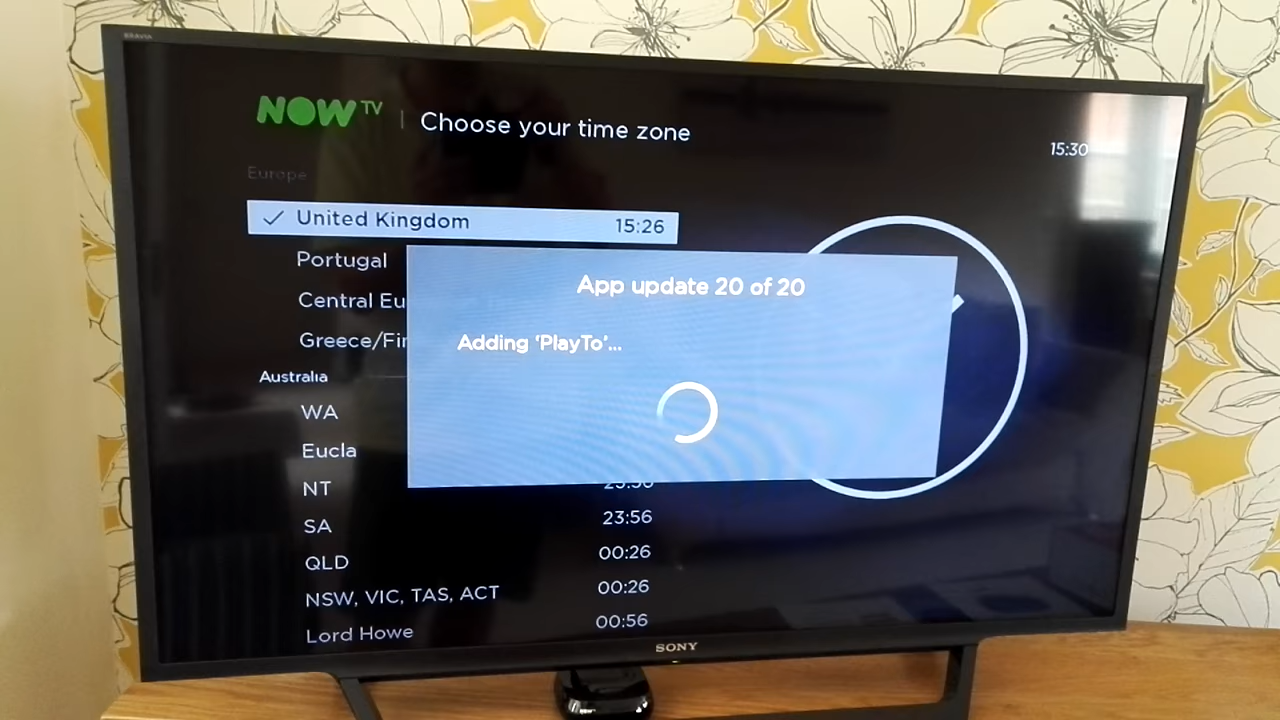 BRAVIA
NOW TV | Choose your time zone
15:30
Europe
✓ United Kingdom 15:26
Portugal
Central Eu
Greece/Fin
Australia
WA
Eucla
NT
SA 23:56
QLD 00:26
NSW, VIC, TAS, ACT 00:26
Lord Howe 00:56
App update 20 of 20
Adding 'PlayTo'...
SONY